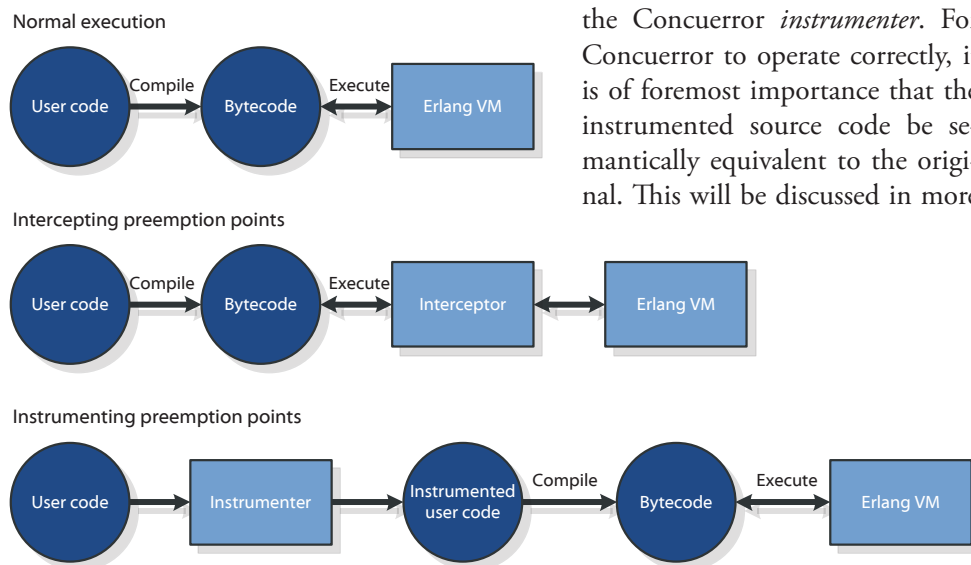 Normal execution
User code
Compile
Bytecode
Execute
Erlang VM
the Concuerror instrumenter. For
Concuerror to operate correctly, i
is of foremost importance that the
instrumented source code be se
mantically equivalent to the origi-
nal. This will be discussed in more
Intercepting preemption points
User code
Compile
Bytecode
Execute
Interceptor
Erlang VM
Instrumenting preemption points
User code
Instrumenter
Instrumented
user code
Compile
Bytecode
Execute
Erlang VM